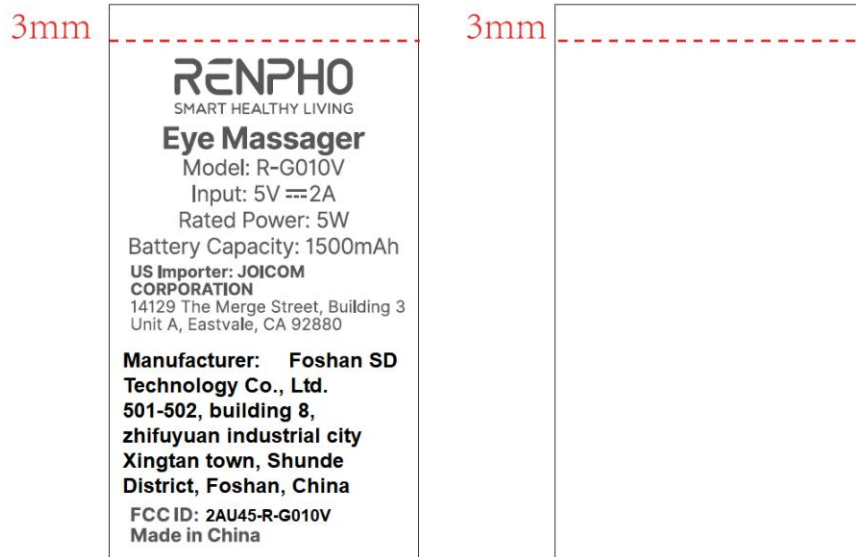 3mm
RENPHO
SMART HEALTHY LIVING
Eye Massager
Model: R-G010V
Input: 5V ⎓2A
Rated Power: 5W
Battery Capacity: 1500mAh
US Importer: JOICOM
CORPORATION
14129 The Merge Street, Building 3
Unit A, Eastvale, CA 92880
Manufacturer: Foshan SD
Technology Co., Ltd.
501-502, building 8,
zhifuyuan industrial city
Xingtan town, Shunde
District, Foshan, China
FCC ID: 2AU45-R-G010V
Made in China
3mm